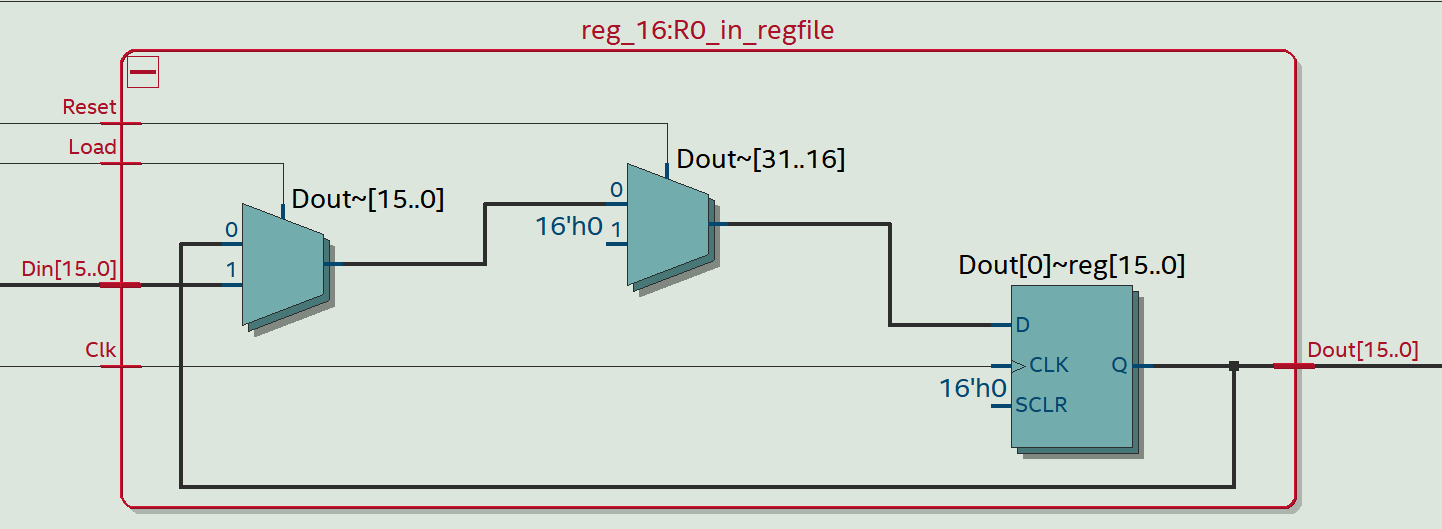 reg_16:R0_in_regfile
Reset
Load
Dout~[15..0]
0
1
Din[15..0]
Clk
Dout~[31..16]
0
16'h0 1
Dout[0]~reg[15..0]
D
CLK
Q
16'h0
SCLR
Dout[15..0]